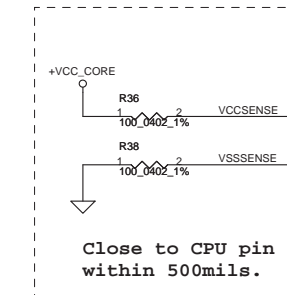 +VCC_CORE
R36
1 2 VCCSENSE
100_0402_1%
R38
1 2 VSSSENSE
100_0402_1%
Close to CPU pin
within 500mils.